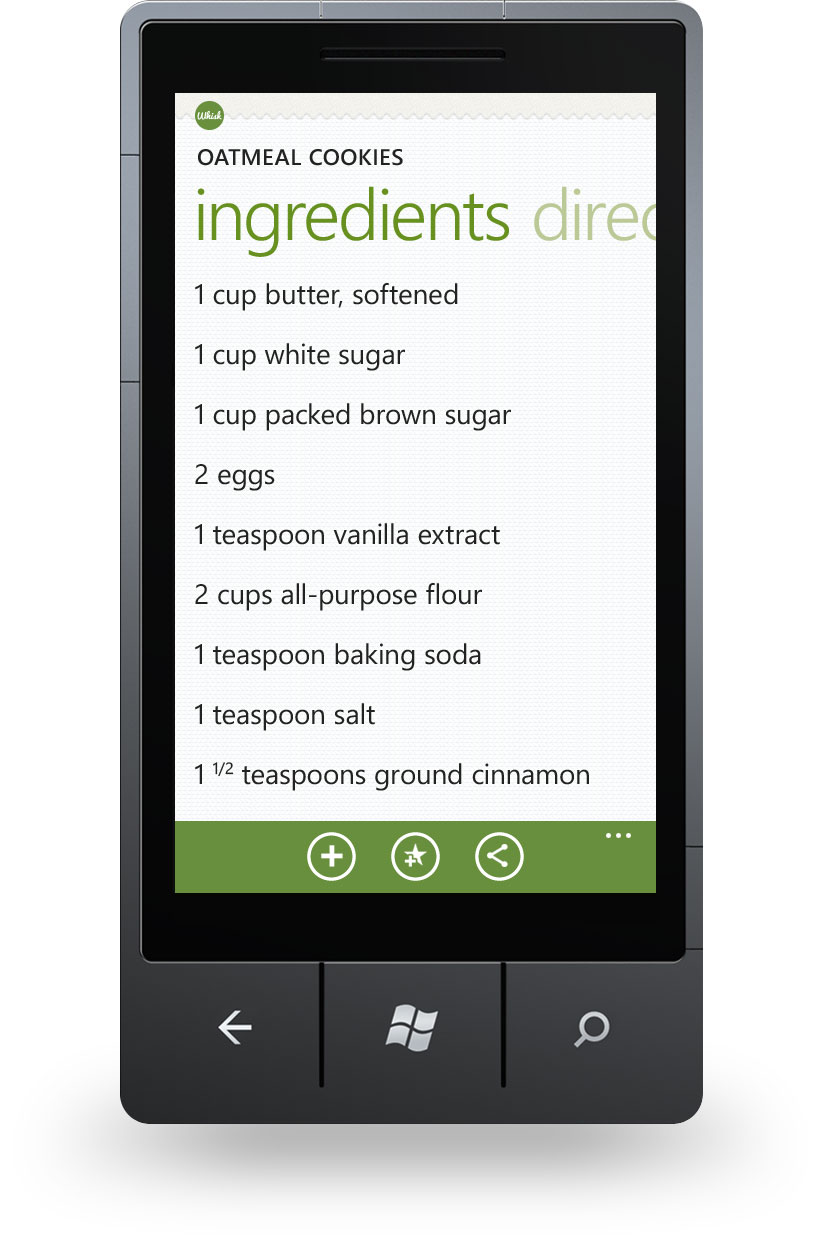 Whisk
OATMEAL COOKIES
ingredients direc
1 cup butter, softened
1 cup white sugar
1 cup packed brown sugar
2 eggs
1 teaspoon vanilla extract
2 cups all-purpose flour
1 teaspoon baking soda
1 teaspoon salt
1 1/2 teaspoons ground cinnamon